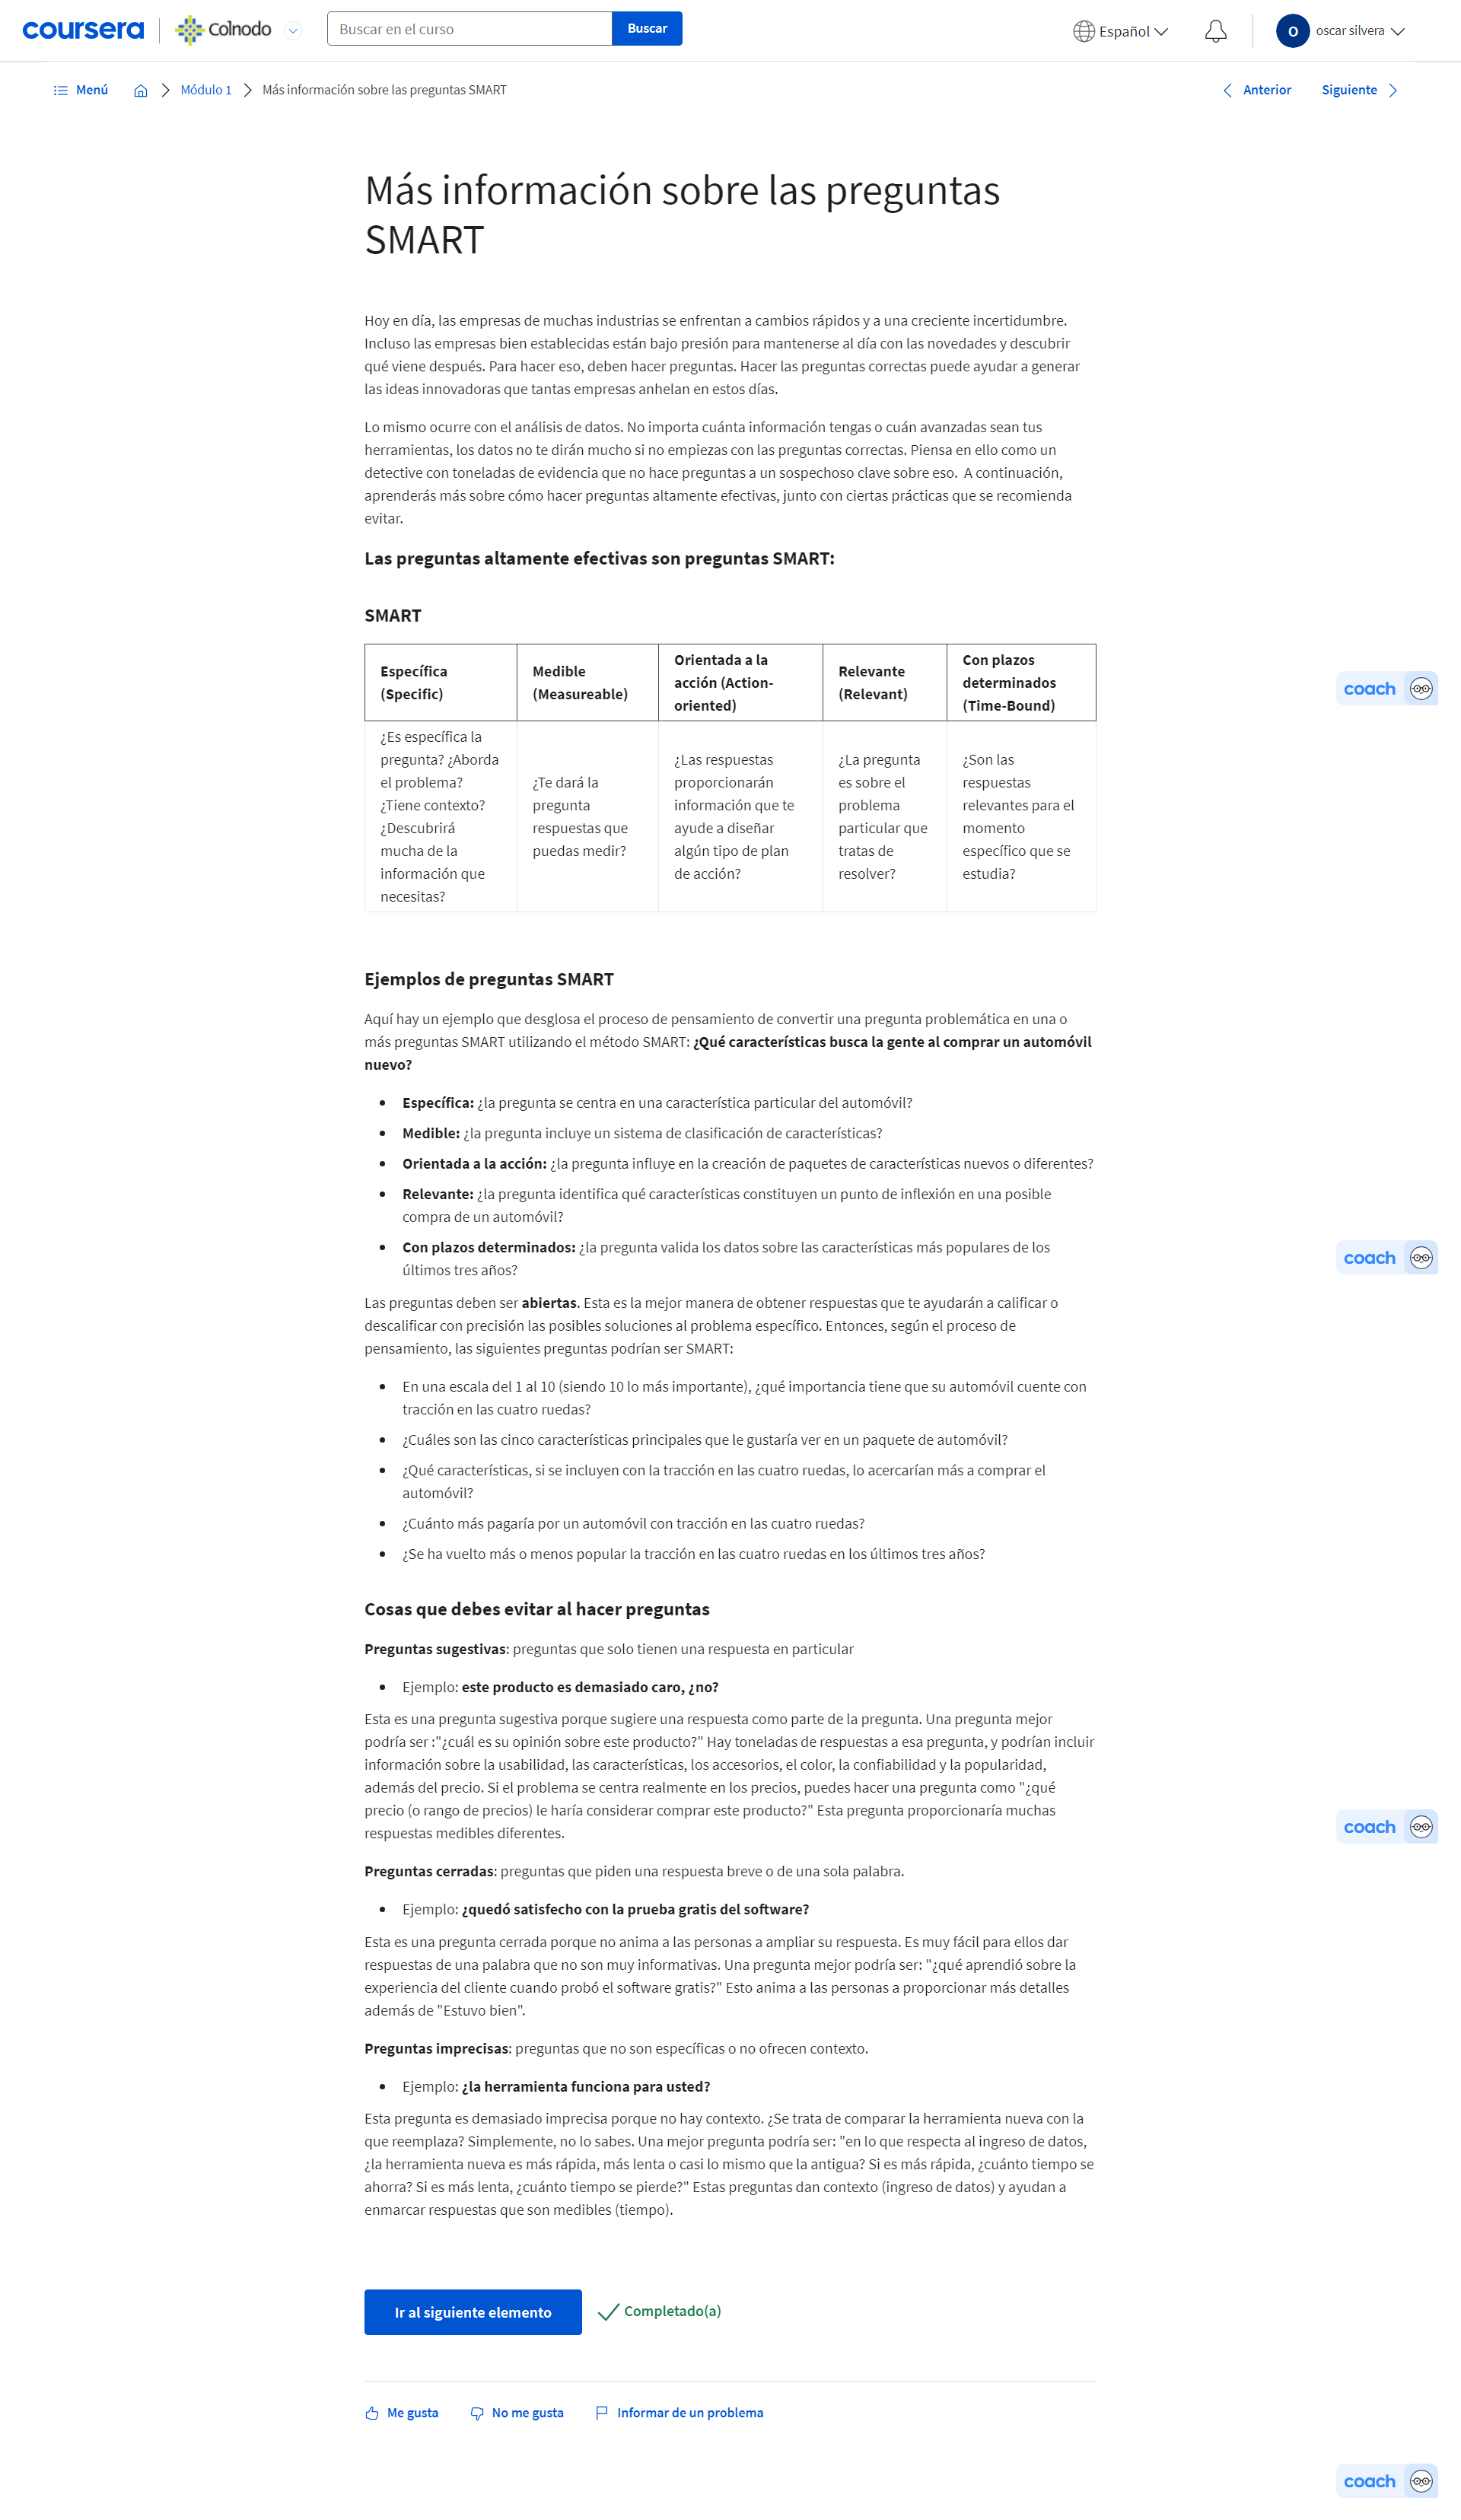 coursera
Colnodo
Buscar en el curso
Buscar
Español
O
oscar silvera
Menú
Módulo 1
Más información sobre las preguntas SMART
Anterior
Siguiente
Más información sobre las preguntas
SMART
Hoy en día, las empresas de muchas industrias se enfrentan a cambios rápidos y a una creciente incertidumbre.
Incluso las empresas bien establecidas están bajo presión para mantenerse al día con las novedades y descubrir
qué viene después. Para hacer eso, deben hacer preguntas. Hacer las preguntas correctas puede ayudar a generar
las ideas innovadoras que tantas empresas anhelan en estos días.
Lo mismo ocurre con el análisis de datos. No importa cuánta información tengas o cuán avanzadas sean tus
herramientas, los datos no te dirán mucho si no empiezas con las preguntas correctas. Piensa en ello como un
detective con toneladas de evidencia que no hace preguntas a un sospechoso clave sobre eso.  A continuación,
aprenderás más sobre cómo hacer preguntas altamente efectivas, junto con ciertas prácticas que se recomienda
evitar.
Las preguntas altamente efectivas son preguntas SMART:
SMART
Específica
(Specific)
Medible
(Measureable)
Orientada a la
acción (Action-
oriented)
Relevante
(Relevant)
Con plazos
determinados
(Time-Bound)
coach
¿Es específica la
pregunta? ¿Aborda
el problema?
¿Tiene contexto?
¿Descubrirá
mucha de la
información que
necesitas?
¿Te dará la
pregunta
respuestas que
puedas medir?
¿Las respuestas
proporcionarán
información que te
ayude a diseñar
algún tipo de plan
de acción?
¿La pregunta
es sobre el
problema
particular que
tratas de
resolver?
¿Son las
respuestas
relevantes para el
momento
específico que se
estudia?
Ejemplos de preguntas SMART
Aquí hay un ejemplo que desglosa el proceso de pensamiento de convertir una pregunta problemática en una o
más preguntas SMART utilizando el método SMART: ¿Qué características busca la gente al comprar un automóvil
nuevo?
• Específica: ¿la pregunta se centra en una característica particular del automóvil?
• Medible: ¿la pregunta incluye un sistema de clasificación de características?
• Orientada a la acción: ¿la pregunta influye en la creación de paquetes de características nuevos o diferentes?
• Relevante: ¿la pregunta identifica qué características constituyen un punto de inflexión en una posible
compra de un automóvil?
• Con plazos determinados: ¿la pregunta valida los datos sobre las características más populares de los
últimos tres años?
coach
Las preguntas deben ser abiertas. Esta es la mejor manera de obtener respuestas que te ayudarán a calificar o
descalificar con precisión las posibles soluciones al problema específico. Entonces, según el proceso de
pensamiento, las siguientes preguntas podrían ser SMART:
• En una escala del 1 al 10 (siendo 10 lo más importante), ¿qué importancia tiene que su automóvil cuente con
tracción en las cuatro ruedas?
• ¿Cuáles son las cinco características principales que le gustaría ver en un paquete de automóvil?
• ¿Qué características, si se incluyen con la tracción en las cuatro ruedas, lo acercarían más a comprar el
automóvil?
• ¿Cuánto más pagaría por un automóvil con tracción en las cuatro ruedas?
• ¿Se ha vuelto más o menos popular la tracción en las cuatro ruedas en los últimos tres años?
Cosas que debes evitar al hacer preguntas
Preguntas sugestivas: preguntas que solo tienen una respuesta en particular
• Ejemplo: este producto es demasiado caro, ¿no?
Esta es una pregunta sugestiva porque sugiere una respuesta como parte de la pregunta. Una pregunta mejor
podría ser :"¿cuál es su opinión sobre este producto?" Hay toneladas de respuestas a esa pregunta, y podrían incluir
información sobre la usabilidad, las características, los accesorios, el color, la confiabilidad y la popularidad,
además del precio. Si el problema se centra realmente en los precios, puedes hacer una pregunta como "¿qué
precio (o rango de precios) le haría considerar comprar este producto?" Esta pregunta proporcionaría muchas
respuestas medibles diferentes.
coach
Preguntas cerradas: preguntas que piden una respuesta breve o de una sola palabra.
• Ejemplo: ¿quedó satisfecho con la prueba gratis del software?
Esta es una pregunta cerrada porque no anima a las personas a ampliar su respuesta. Es muy fácil para ellos dar
respuestas de una palabra que no son muy informativas. Una pregunta mejor podría ser: "¿qué aprendió sobre la
experiencia del cliente cuando probó el software gratis?" Esto anima a las personas a proporcionar más detalles
además de "Estuvo bien".
Preguntas imprecisas: preguntas que no son específicas o no ofrecen contexto.
• Ejemplo: ¿la herramienta funciona para usted?
Esta pregunta es demasiado imprecisa porque no hay contexto. ¿Se trata de comparar la herramienta nueva con la
que reemplaza? Simplemente, no lo sabes. Una mejor pregunta podría ser: "en lo que respecta al ingreso de datos,
¿la herramienta nueva es más rápida, más lenta o casi lo mismo que la antigua? Si es más rápida, ¿cuánto tiempo se
ahorra? Si es más lenta, ¿cuánto tiempo se pierde?" Estas preguntas dan contexto (ingreso de datos) y ayudan a
enmarcar respuestas que son medibles (tiempo).
Ir al siguiente elemento
Completado(a)
Me gusta
No me gusta
Informar de un problema
coach